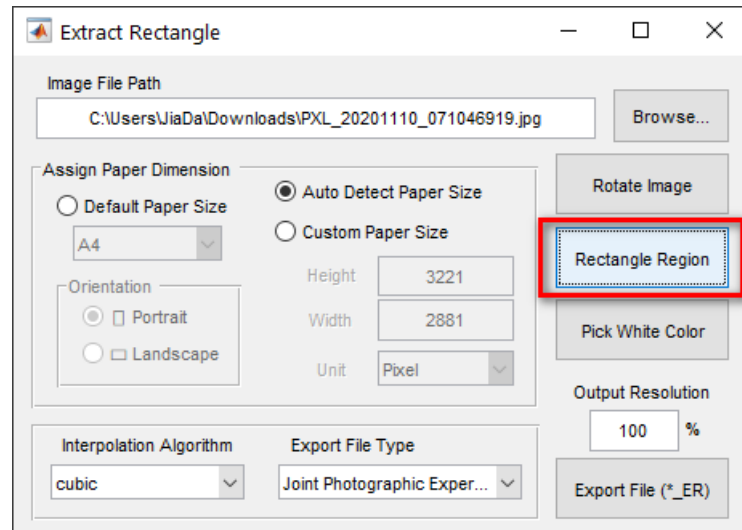 Extract Rectangle
Image File Path
C:\Users\JiaDa\Downloads\PXL_20201110_071046919.jpg
Browse...
Assign Paper Dimension
Default Paper Size
A4
Orientation
Portrait
Landscape
Auto Detect Paper Size
Custom Paper Size
Height 3221
Width 2881
Unit Pixel
Rotate Image
Rectangle Region
Pick White Color
Output Resolution
100 %
Interpolation Algorithm
cubic
Export File Type
Joint Photographic Exper...
Export File (*_ER)